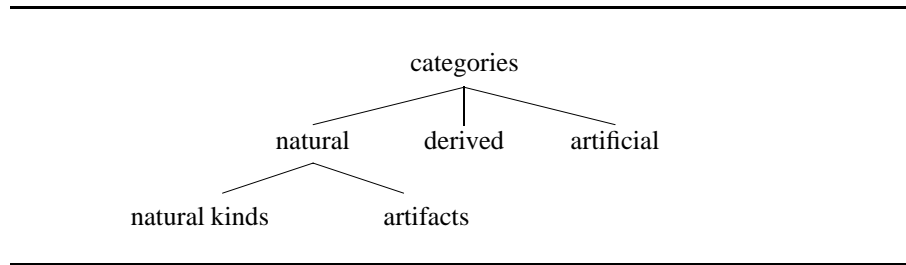 categories
natural derived artificial
natural kinds artifacts